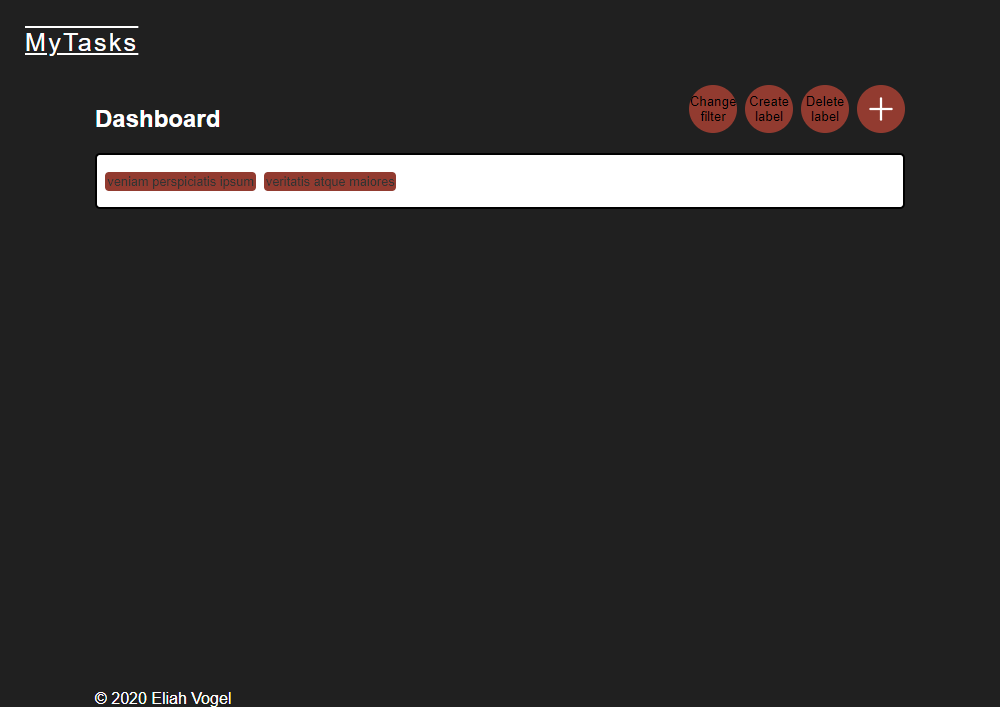 MyTasks
Dashboard
Change
filter
Create
label
Delete
label
veniam perspiciatis ipsum
veritatis atque maiores
© 2020 Eliah Vogel